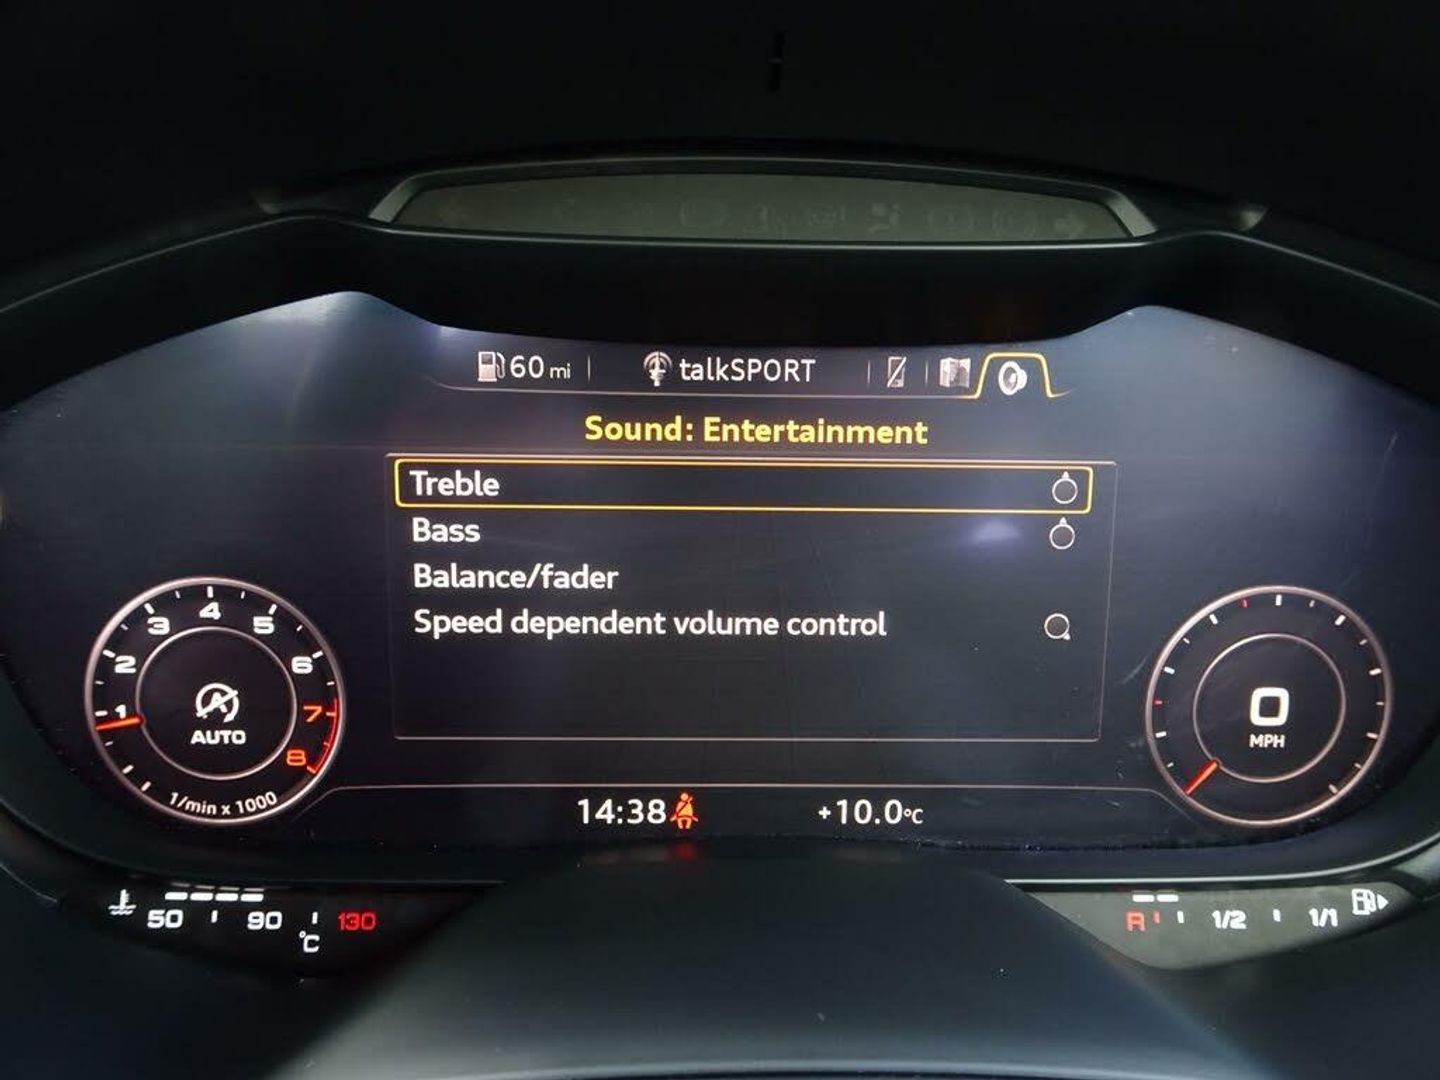 60 mi
talkSPORT
Sound: Entertainment
Treble
Bass
Balance/fader
Speed dependent volume control
1
2
3
4
5
6
7
8
A
AUTO
1/min x 1000
0
MPH
14:38
+10.0°C
50
90
130
°C
R
1/2
1/1